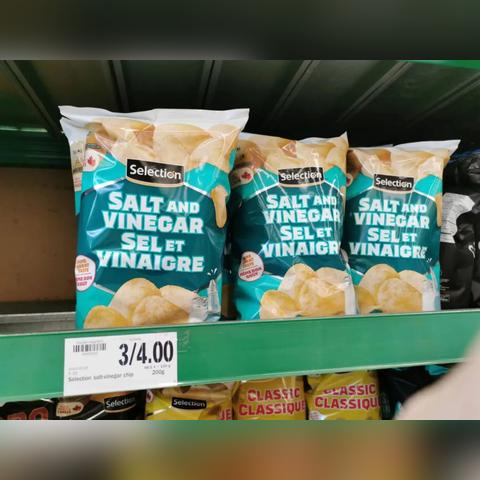 Selection
SALT AND
VINEGAR
SEL ET
VINAIGRE
Selection
SALT AND
VINEGAR
SEL ET
VINAIGRE
Selection
SALT AND
VINEGAR
SEL ET
VINAIGRE
3/4.00
Selection salt-vinegar chip 200g
Selection
Selection
CLASSIC
CLASSIQUE
CLASSIC
CLASSIQUE